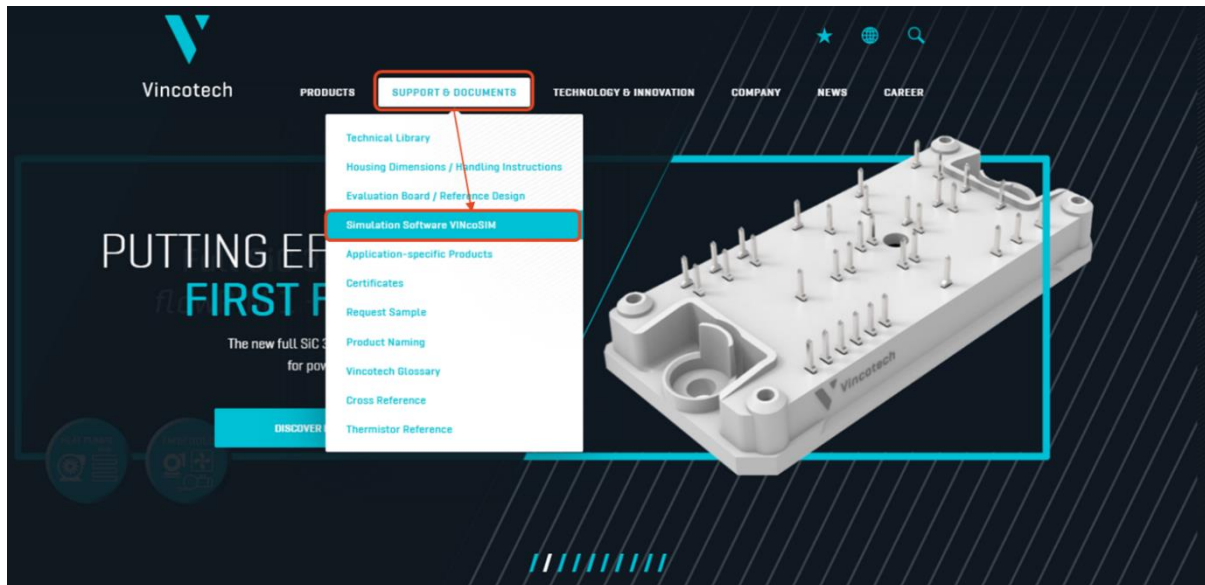 Vincotech
PRODUCTS
SUPPORT & DOCUMENTS
TECHNOLOGY & INNOVATION
COMPANY
NEWS
CAREER
Technical Library
Housing Dimensions / Handling Instructions
Evaluation Board / Reference Design
Simulation Software VINcoSIM
Application-specific Products
Certificates
Request Sample
Product Naming
Vincotech Glossary
Cross Reference
Thermistor Reference
PUTTING EF
FIRST F
The new full SiC 3
for pow
DISCOVER
Vincotech